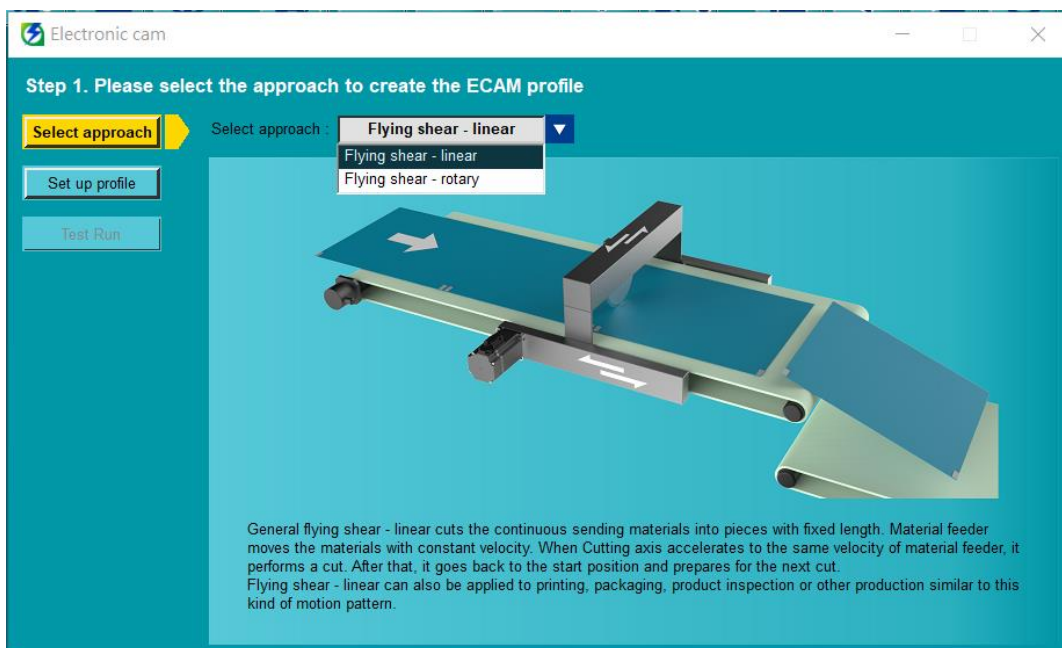 Electronic cam
Step 1. Please select the approach to create the ECAM profile
Select approach
Select approach : Flying shear - linear
Flying shear - linear
Flying shear - rotary
Set up profile
Test Run
General flying shear - linear cuts the continuous sending materials into pieces with fixed length. Material feeder
moves the materials with constant velocity. When Cutting axis accelerates to the same velocity of material feeder, it
performs a cut. After that, it goes back to the start position and prepares for the next cut.
Flying shear - linear can also be applied to printing, packaging, product inspection or other production similar to this
kind of motion pattern.